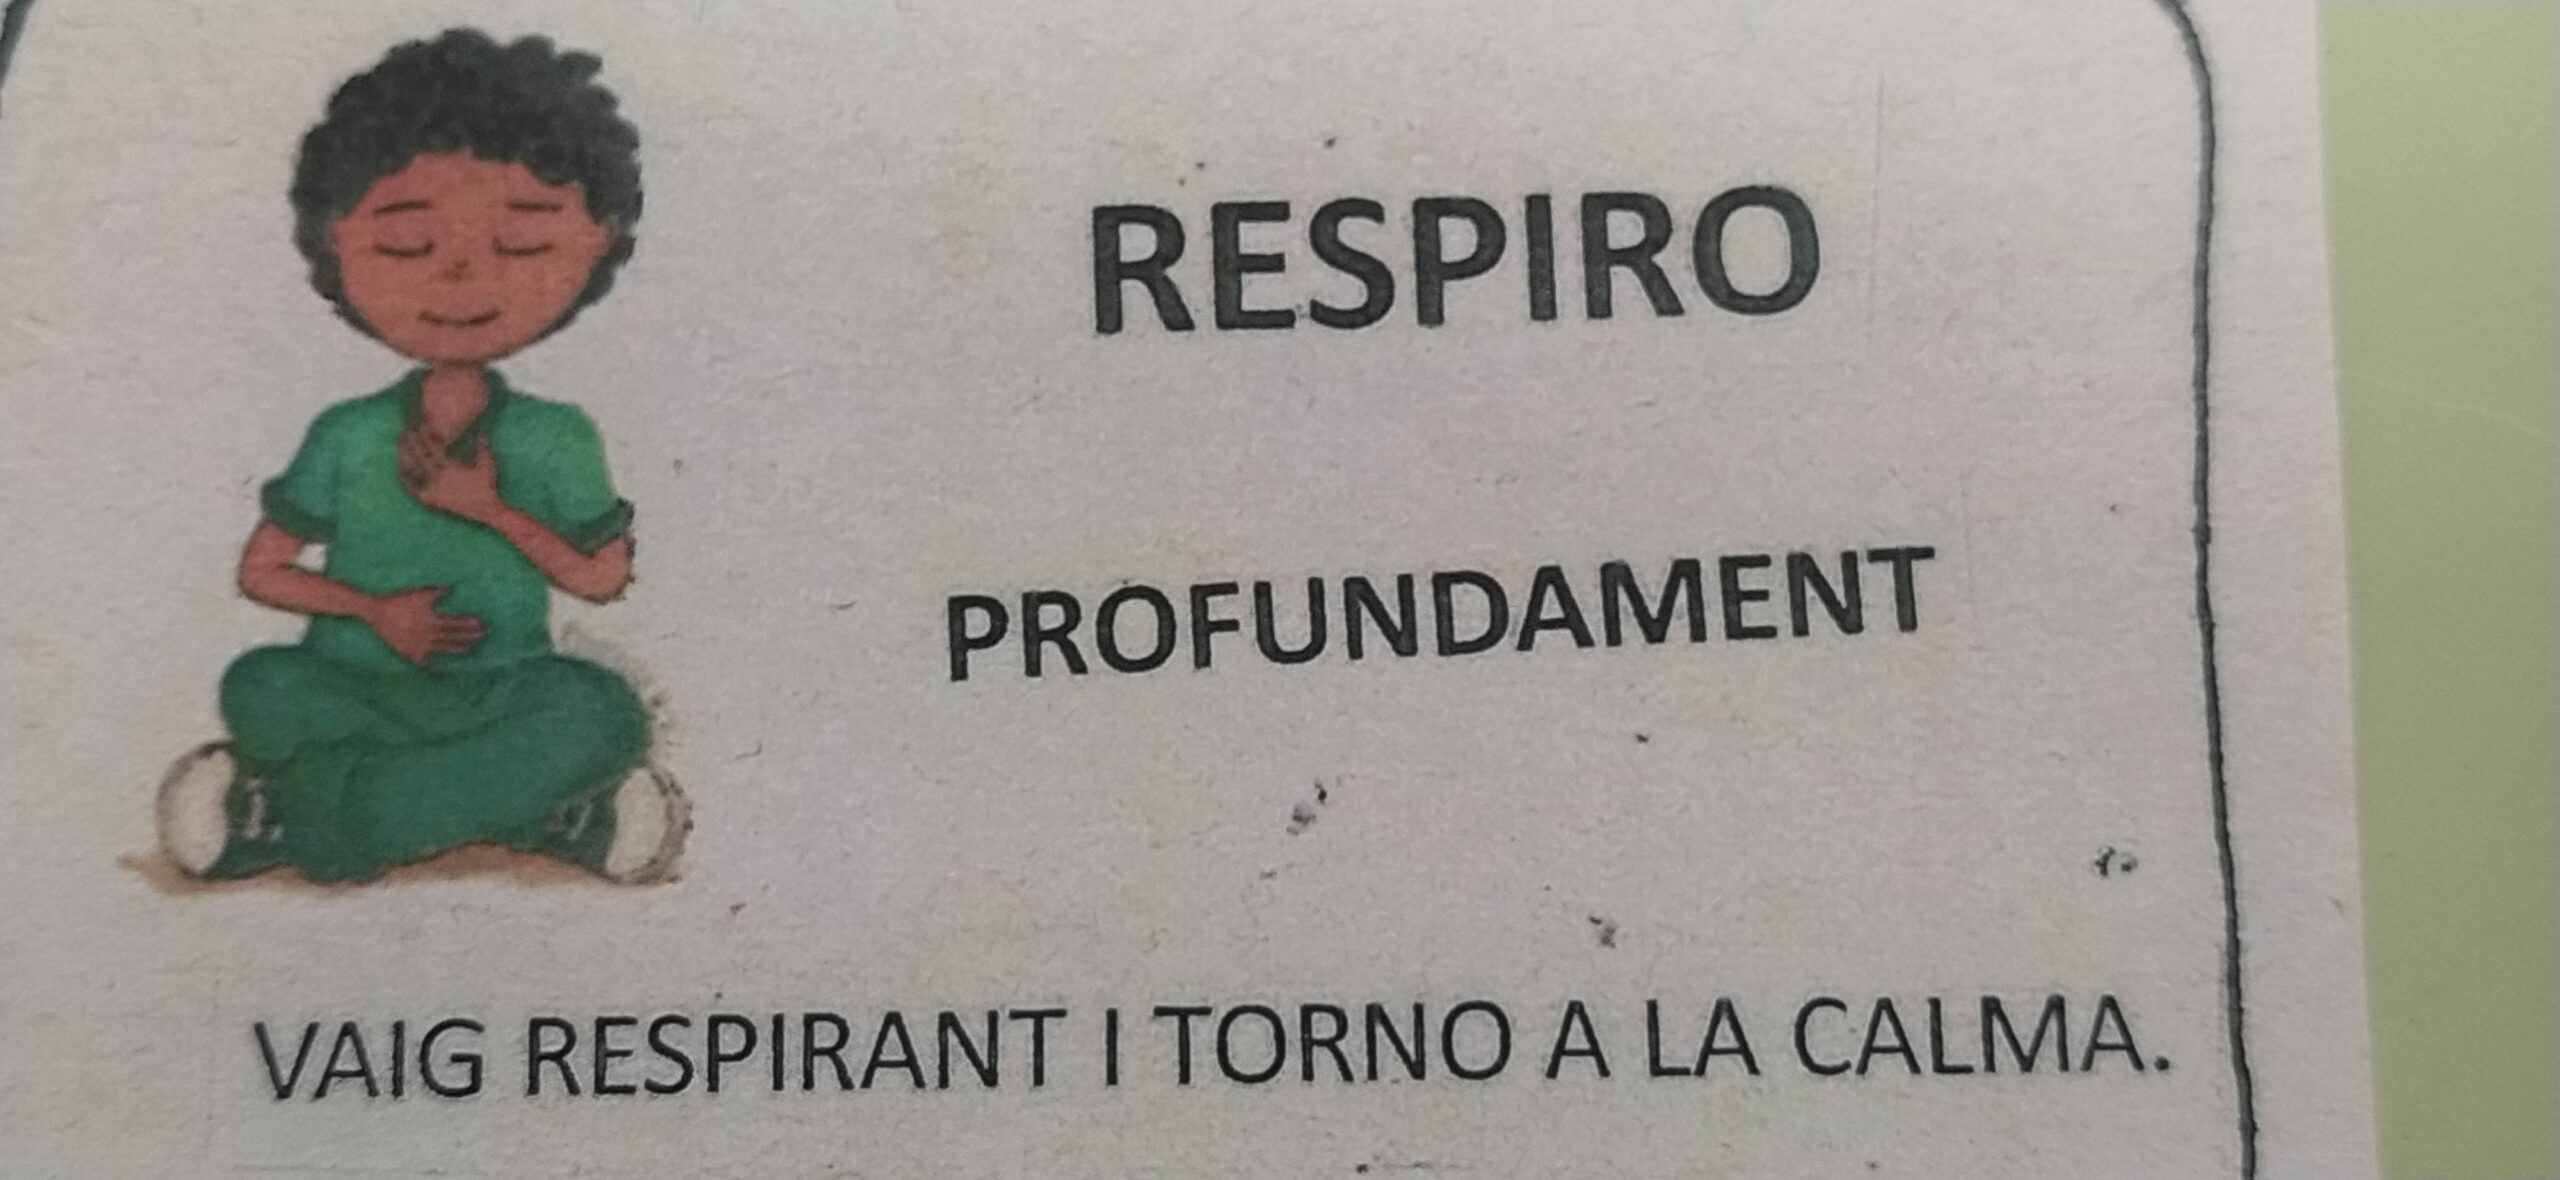 RESPIRO
PROFUNDAMENT
VAIG RESPIRANT I TORNO A LA CALMA.